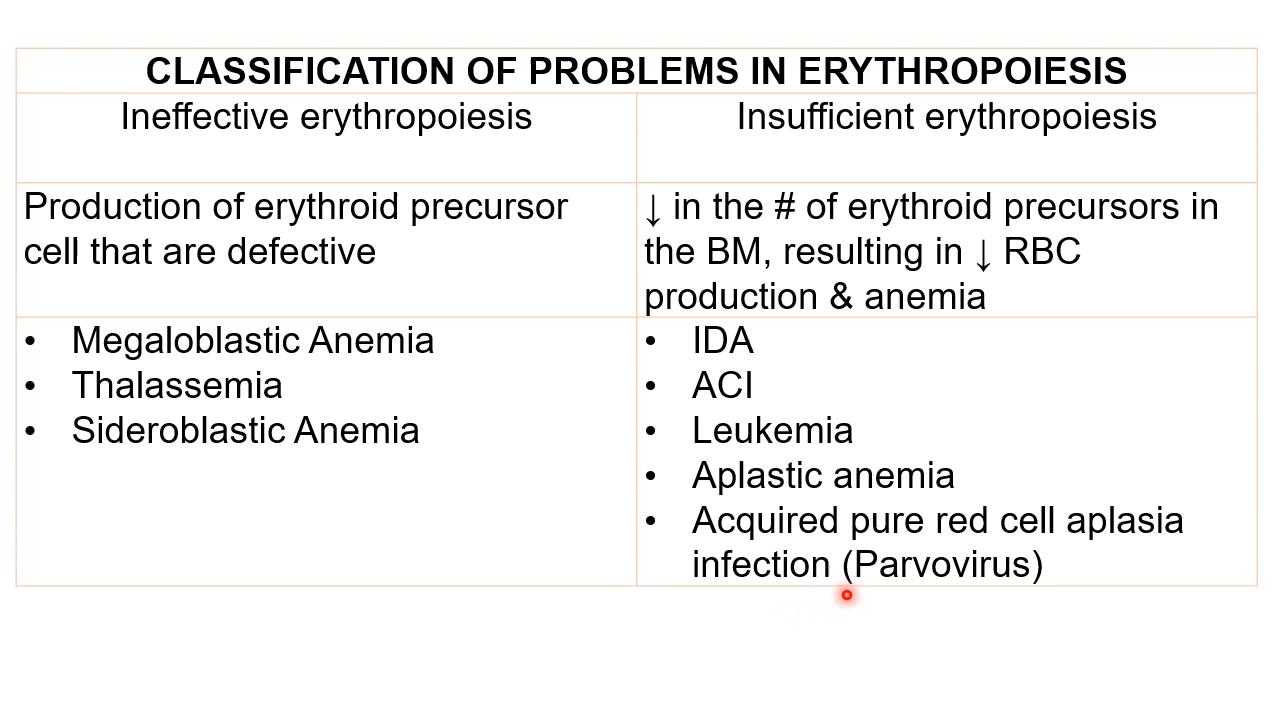 CLASSIFICATION OF PROBLEMS IN ERYTHROPOIESIS
Ineffective erythropoiesis
Insufficient erythropoiesis
Production of erythroid precursor
cell that are defective
↓ in the # of erythroid precursors in
the BM, resulting in ↓ RBC
production & anemia
• Megaloblastic Anemia
• Thalassemia
• Sideroblastic Anemia
• IDA
• ACI
• Leukemia
• Aplastic anemia
• Acquired pure red cell aplasia
infection (Parvovirus)